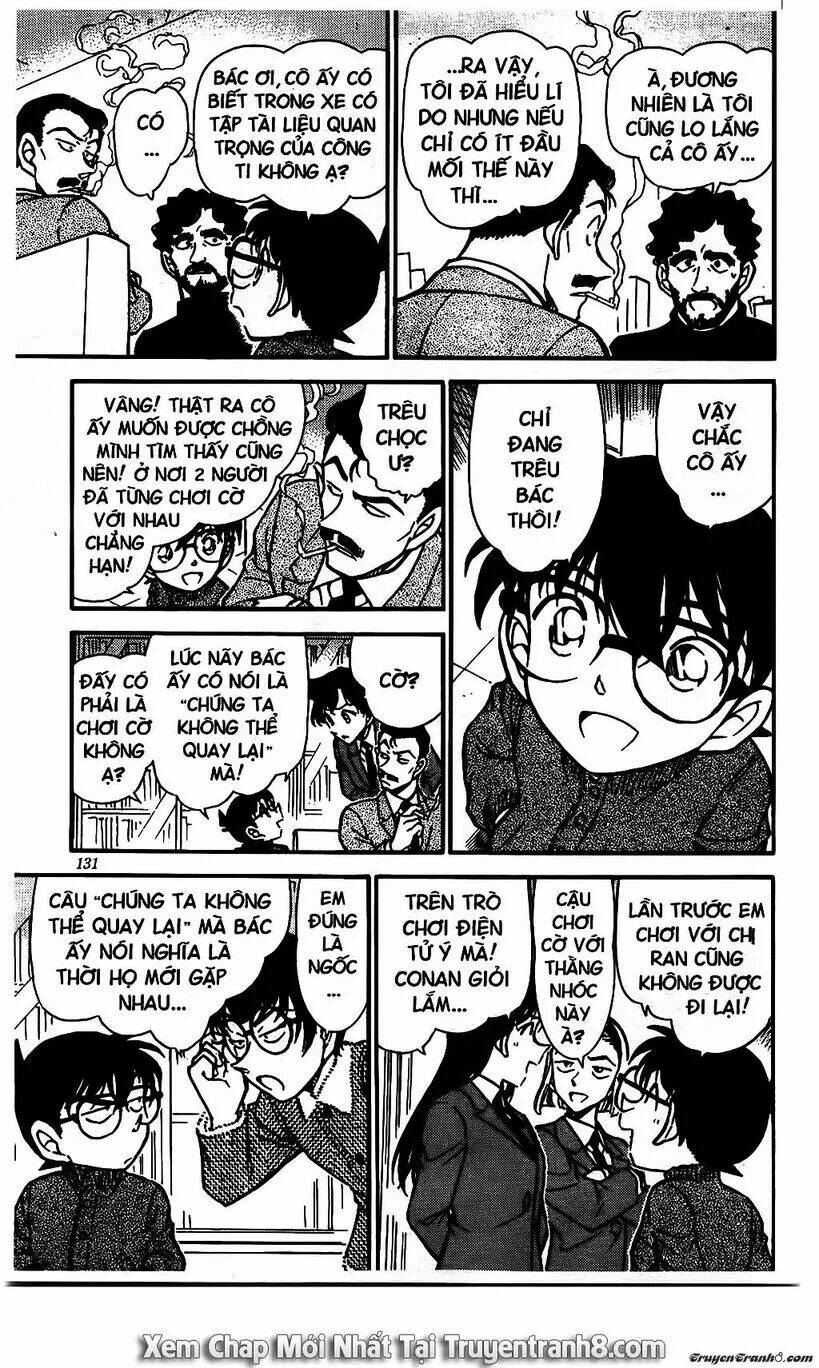 À, ĐƯƠNG
NHIÊN LÀ TÔI
CŨNG LO LẮNG
CẢ CÔ ẤY...
...RA VẬY,
TÔI ĐÃ HIỂU LÍ
DO NHƯNG NẾU
CHỈ CÓ ÍT ĐẦU
MỐI THẾ NÀY
THÌ...
BÁC ƠI, CÔ ẤY CÓ
BIẾT TRONG XE CÓ
TẬP TÀI LIỆU QUAN
TRỌNG CỦA CÔNG
TI KHÔNG Ạ?
CÓ
...
VẬY
CHẮC
CÔ ẤY
...
CHỈ
ĐANG
TRÊU
BÁC
THÔI!
TRÊU
CHỌC
Ư?
VÂNG! THẬT RA CÔ
ẤY MUỐN ĐƯỢC CHỒNG
MÌNH TÌM THẤY CŨNG
NÊN! Ở NƠI 2 NGƯỜI
ĐÃ TỪNG CHƠI CỜ
VỚI NHAU
CHẲNG
HẠN!
CỜ?
LÚC NÃY BÁC
ẤY CÓ NÓI LÀ
"CHÚNG TA
KHÔNG THỂ
QUAY LẠI"
MÀ!
ĐẤY CÓ
PHẢI LÀ
CHƠI CỜ
KHÔNG
Ạ?
131
LẦN TRƯỚC EM
CHƠI VỚI CHỊ
RAN CŨNG
KHÔNG ĐƯỢC
ĐI LẠI!
CẬU CHƠI
CỜ VỚI
THẰNG
NHÓC
NÀY
À?
TRÊN TRÒ
CHƠI ĐIỆN
TỬ Ý MÀ!
CONAN GIỎI
LẮM...
EM
ĐÚNG
LÀ
NGỐC
...
CÂU "CHÚNG TA KHÔNG
THỂ QUAY LẠI" MÀ BÁC
ẤY NÓI NGHĨA LÀ
THỜI HỌ MỚI GẶP
NHAU...
Xem Chap Mới Nhất Tại Truyentranh8.com
TruyenTranh8.com